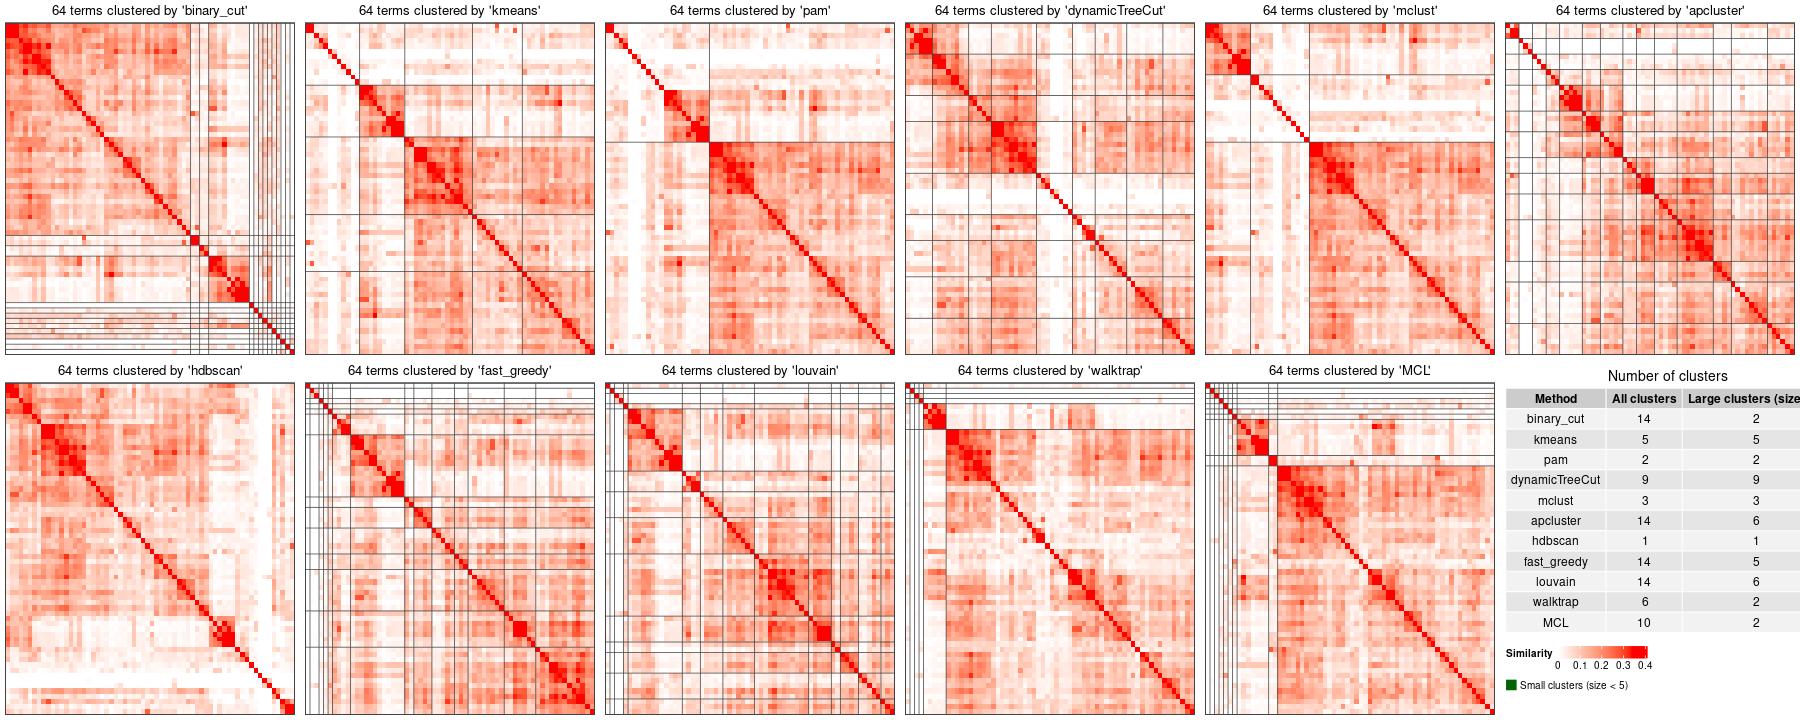 64 terms clustered by 'binary_cut'
64 terms clustered by 'kmeans'
64 terms clustered by 'pam'
64 terms clustered by 'dynamicTreeCut'
64 terms clustered by 'mclust'
64 terms clustered by 'apcluster'
64 terms clustered by 'hdbscan'
64 terms clustered by 'fast_greedy'
64 terms clustered by 'louvain'
64 terms clustered by 'walktrap'
64 terms clustered by 'MCL'
Number of clusters
Method All clusters Large clusters (size
binary_cut 14 2
kmeans 5 5
pam 2 2
dynamicTreeCut 9 9
mclust 3 3
apcluster 14 6
hdbscan 1 1
fast_greedy 14 5
louvain 14 6
walktrap 6 2
MCL 10 2
Similarity
0 0.1 0.2 0.3 0.4
Small clusters (size < 5)